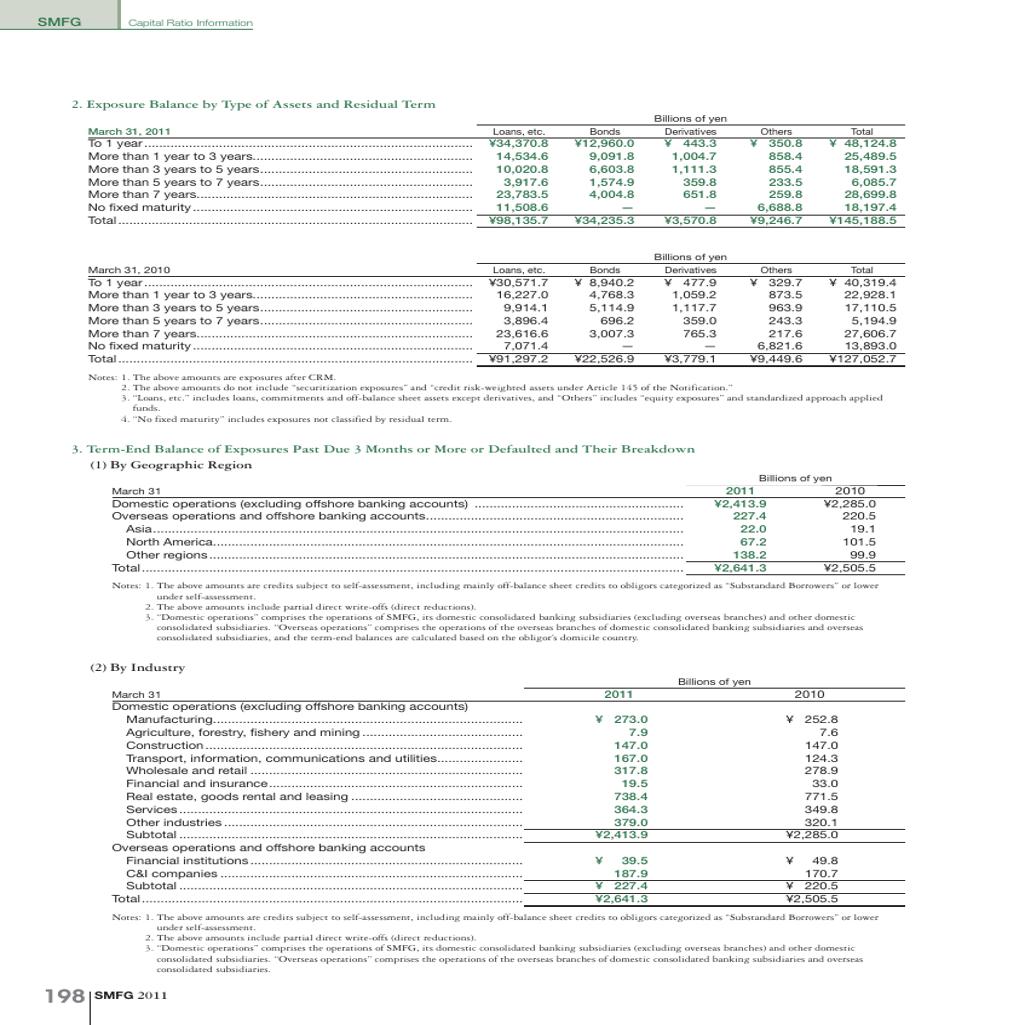 SMFG Capital Ratio Information
2. Exposure Balance by Type of Assets and Residual Term
Billions of yen
March 31, 2011 Loans, etc. Bonds Derivatives Others Total
To 1 year ¥34,370.8 ¥12,960.0 ¥ 443.3 ¥ 350.8 ¥ 48,124.8
More than 1 year to 3 years 14,534.6 9,091.8 1,004.7 858.4 25,489.5
More than 3 years to 5 years 10,020.8 6,603.8 1,111.3 855.4 18,591.3
More than 5 years to 7 years 3,917.6 1,574.9 359.8 233.5 6,085.7
More than 7 years 23,783.5 4,004.8 651.8 259.8 28,699.8
No fixed maturity 11,508.6 — — 6,688.8 18,197.4
Total ¥98,135.7 ¥34,235.3 ¥3,570.8 ¥9,246.7 ¥145,188.5
Billions of yen
March 31, 2010 Loans, etc. Bonds Derivatives Others Total
To 1 year ¥30,571.7 ¥ 8,940.2 ¥ 477.9 ¥ 329.7 ¥ 40,319.4
More than 1 year to 3 years 16,227.0 4,768.3 1,059.2 873.5 22,928.1
More than 3 years to 5 years 9,914.1 5,114.9 1,117.7 963.9 17,110.5
More than 5 years to 7 years 3,896.4 696.2 359.0 243.3 5,194.9
More than 7 years 23,616.6 3,007.3 765.3 217.6 27,606.7
No fixed maturity 7,071.4 — — 6,821.6 13,893.0
Total ¥91,297.2 ¥22,526.9 ¥3,779.1 ¥9,449.6 ¥127,052.7
Notes: 1. The above amounts are exposures after CRM.
2. The above amounts do not include "securitization exposures" and "credit risk-weighted assets under Article 145 of the Notification."
3. "Loans, etc." includes loans, commitments and off-balance sheet assets except derivatives, and "Others" includes "equity exposures" and standardized approach applied
funds.
4. "No fixed maturity" includes exposures not classified by residual term.
3. Term-End Balance of Exposures Past Due 3 Months or More or Defaulted and Their Breakdown
(1) By Geographic Region
Billions of yen
March 31 2011 2010
Domestic operations (excluding offshore banking accounts) ¥2,413.9 ¥2,285.0
Overseas operations and offshore banking accounts 227.4 220.5
Asia 22.0 19.1
North America 67.2 101.5
Other regions 138.2 99.9
Total ¥2,641.3 ¥2,505.5
Notes: 1. The above amounts are credits subject to self-assessment, including mainly off-balance sheet credits to obligors categorized as "Substandard Borrowers" or lower
under self-assessment.
2. The above amounts include partial direct write-offs (direct reductions).
3. "Domestic operations" comprises the operations of SMFG, its domestic consolidated banking subsidiaries (excluding overseas branches) and other domestic
consolidated subsidiaries. "Overseas operations" comprises the operations of the overseas branches of domestic consolidated banking subsidiaries and overseas
consolidated subsidiaries, and the term-end balances are calculated based on the obligor's domicile country.
(2) By Industry
Billions of yen
March 31 2011 2010
Domestic operations (excluding offshore banking accounts)
Manufacturing ¥ 273.0 ¥ 252.8
Agriculture, forestry, fishery and mining 7.9 7.6
Construction 147.0 147.0
Transport, information, communications and utilities 167.0 124.3
Wholesale and retail 317.8 278.9
Financial and insurance 19.5 33.0
Real estate, goods rental and leasing 738.4 771.5
Services 364.3 349.8
Other industries 379.0 320.1
Subtotal ¥2,413.9 ¥2,285.0
Overseas operations and offshore banking accounts
Financial institutions ¥ 39.5 ¥ 49.8
C&I companies 187.9 170.7
Subtotal ¥ 227.4 ¥ 220.5
Total ¥2,641.3 ¥2,505.5
Notes: 1. The above amounts are credits subject to self-assessment, including mainly off-balance sheet credits to obligors categorized as "Substandard Borrowers" or lower
under self-assessment.
2. The above amounts include partial direct write-offs (direct reductions).
3. "Domestic operations" comprises the operations of SMFG, its domestic consolidated banking subsidiaries (excluding overseas branches) and other domestic
consolidated subsidiaries. "Overseas operations" comprises the operations of the overseas branches of domestic consolidated banking subsidiaries and overseas
consolidated subsidiaries.
198 SMFG 2011